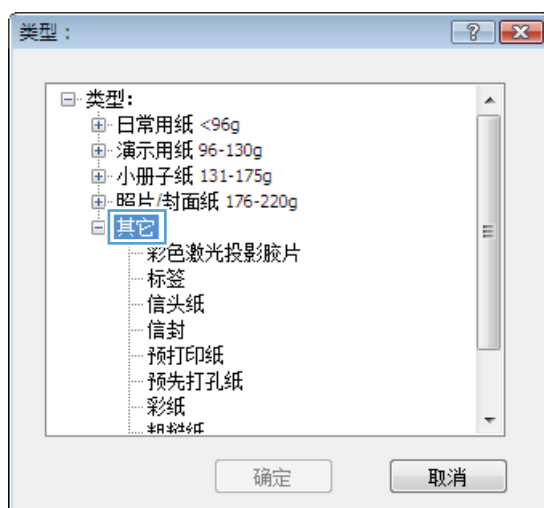 类型：
类型:
日常用纸 <96g
演示用纸 96-130g
小册子纸 131-175g
照片/封面纸 176-220g
其它
彩色激光投影胶片
标签
信头纸
信封
预打印纸
预先打孔纸
彩纸
粗糙纸
确定
取消